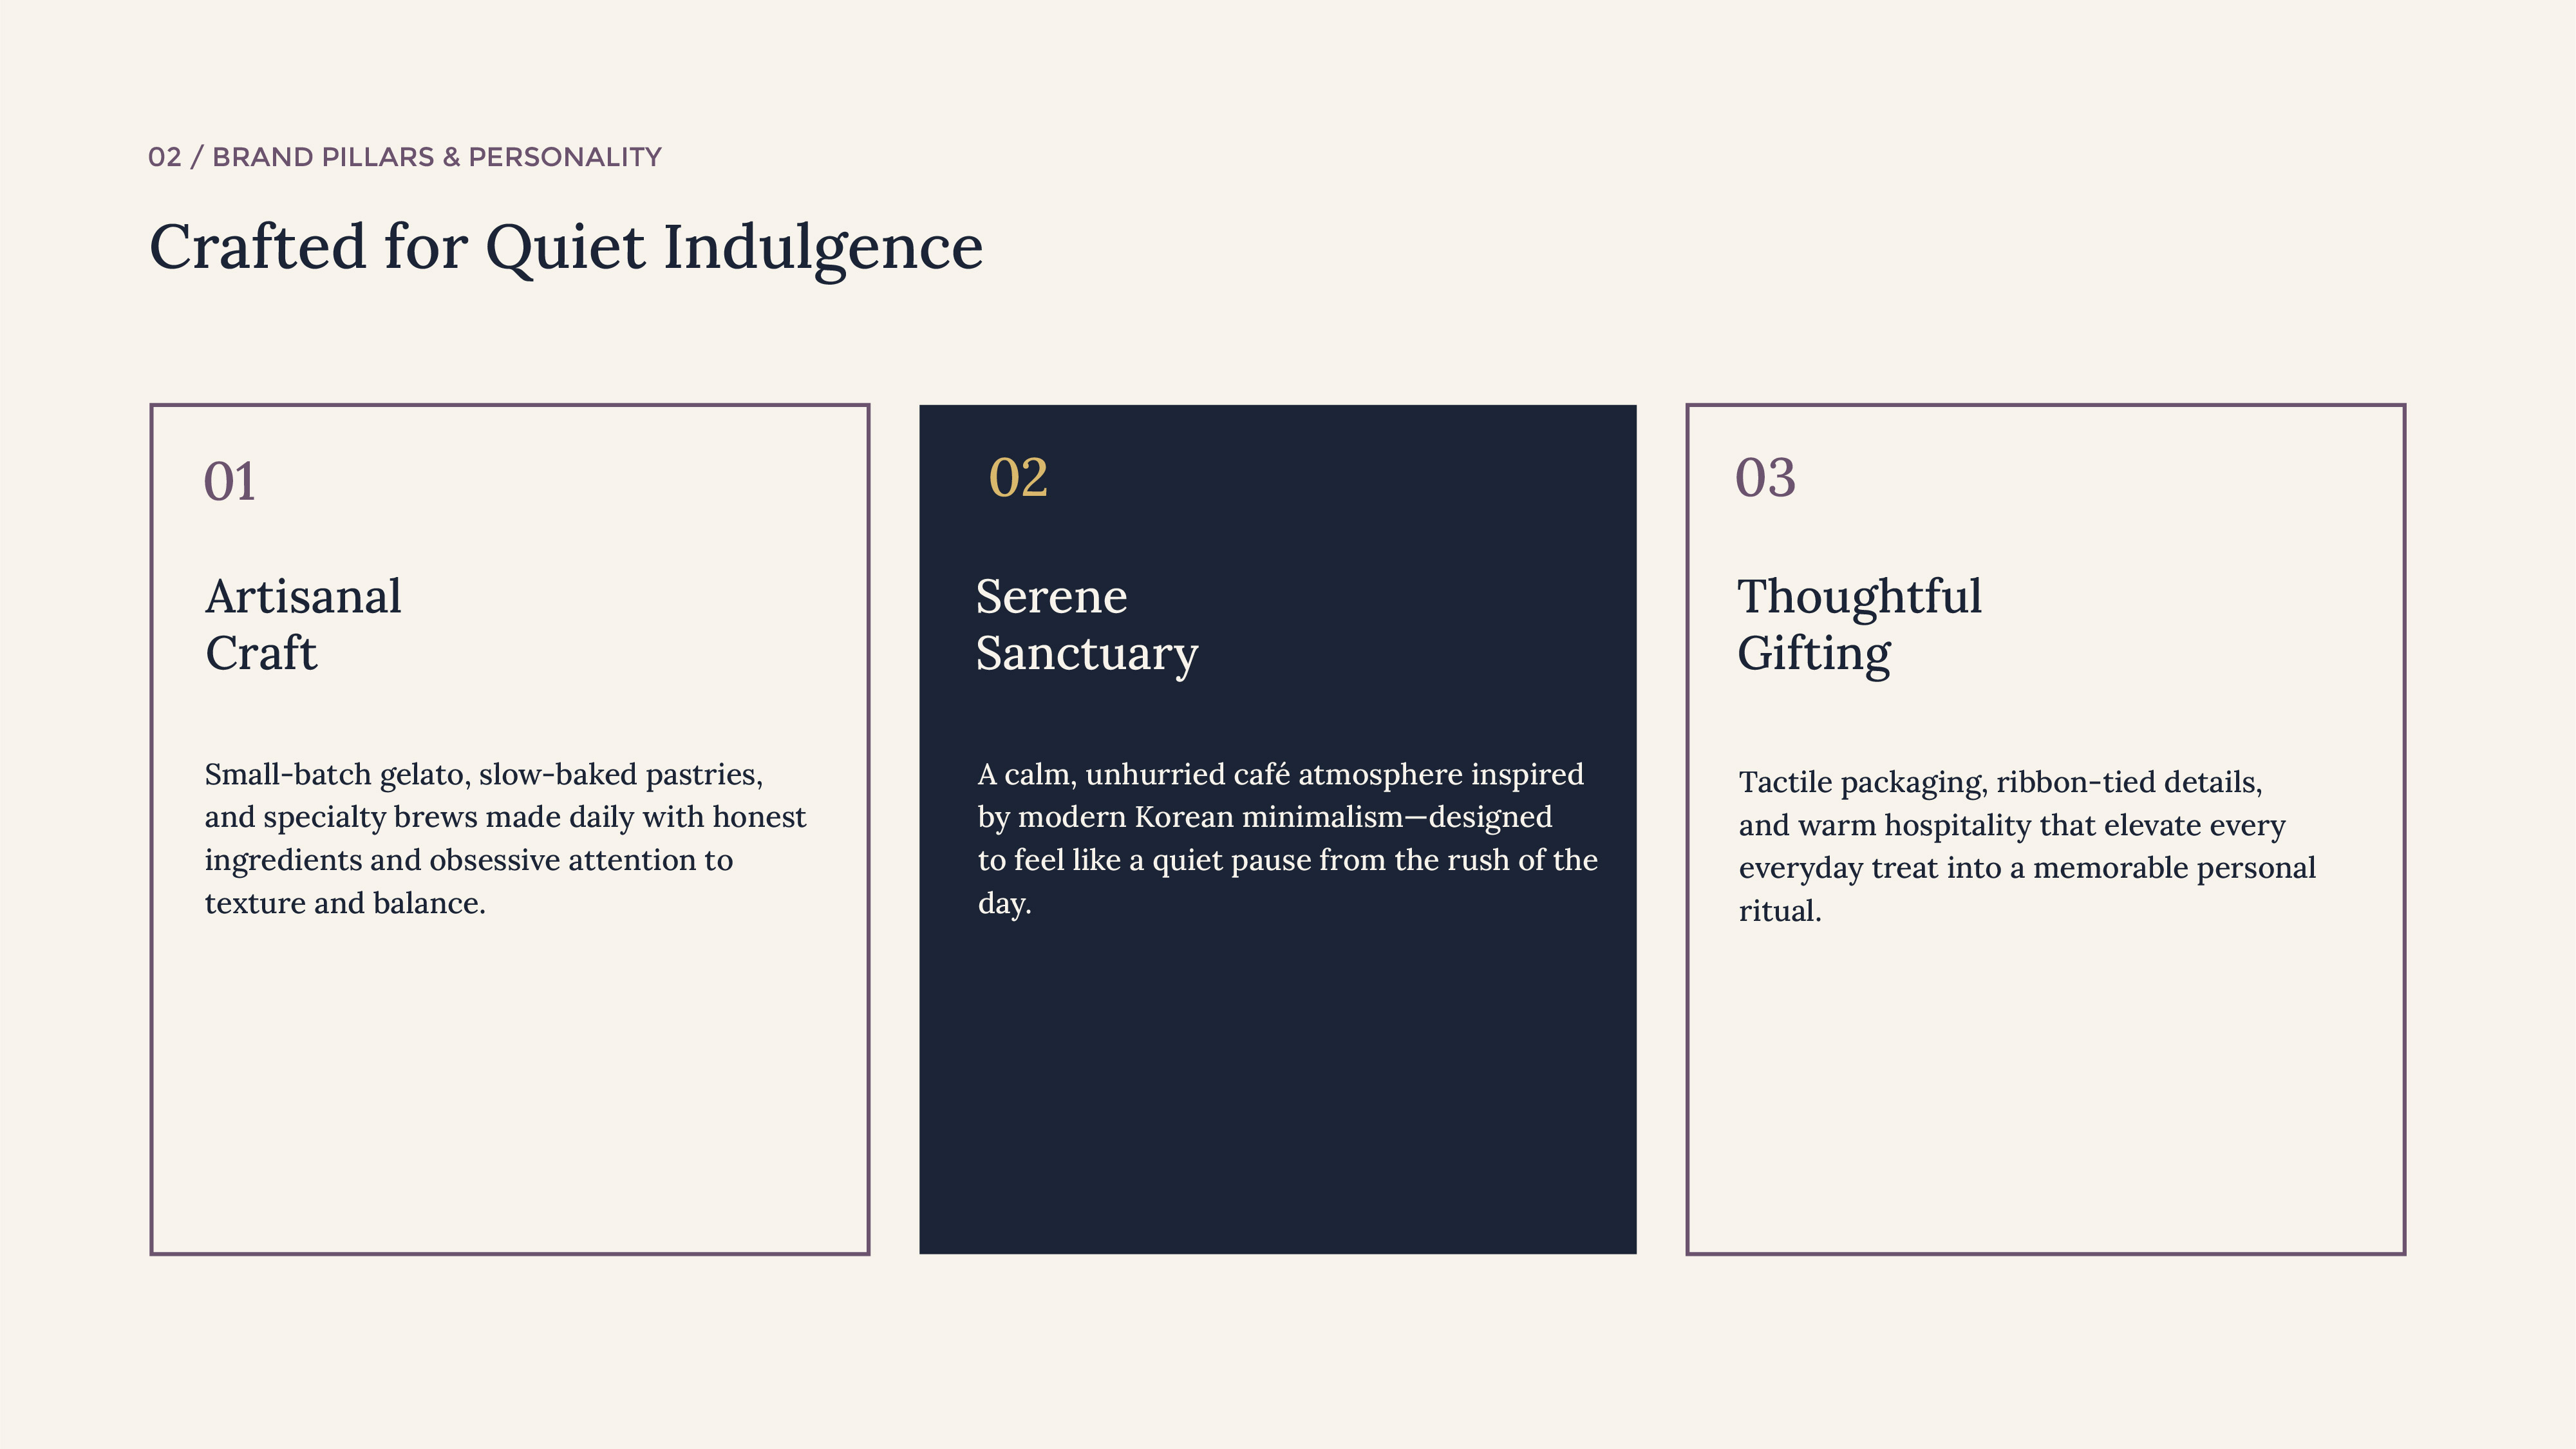 02 / BRAND PILLARS & PERSONALITY
Crafted for Quiet Indulgence
01
Artisanal
Craft
Small-batch gelato, slow-baked pastries,
and specialty brews made daily with honest
ingredients and obsessive attention to
texture and balance.
02
Serene
Sanctuary
A calm, unhurried café atmosphere inspired
by modern Korean minimalism—designed
to feel like a quiet pause from the rush of the
day.
03
Thoughtful
Gifting
Tactile packaging, ribbon-tied details,
and warm hospitality that elevate every
everyday treat into a memorable personal
ritual.